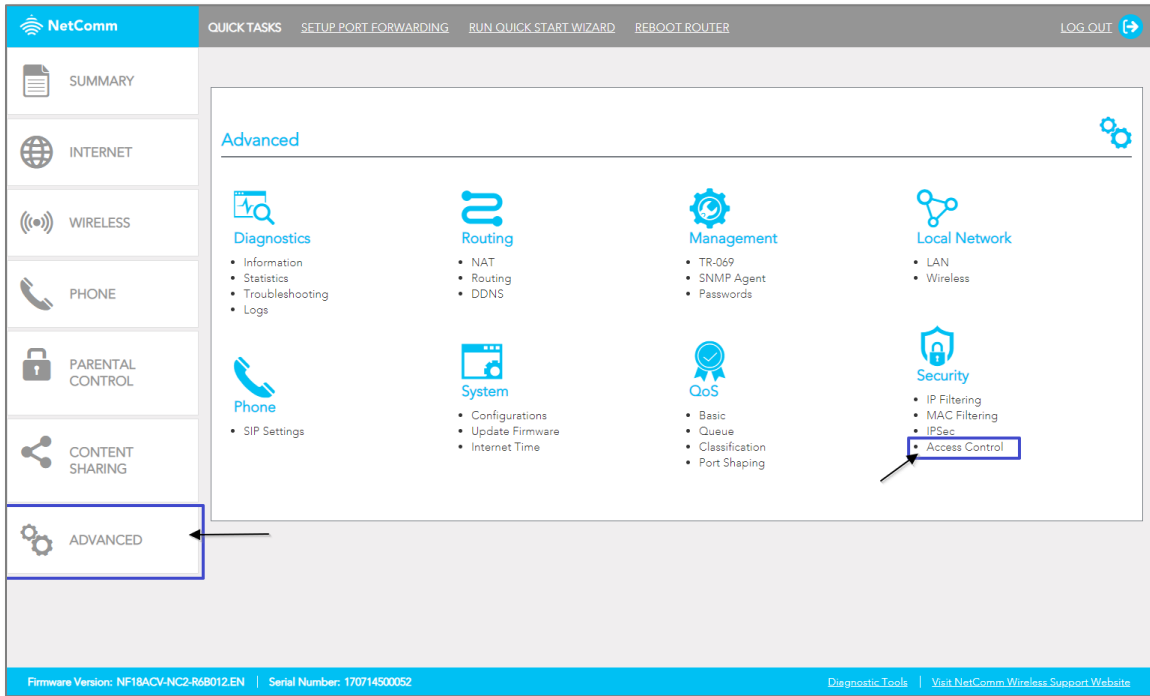 NetComm
QUICK TASKS SETUP PORT FORWARDING RUN QUICK START WIZARD REBOOT ROUTER LOG OUT
SUMMARY
INTERNET
WIRELESS
PHONE
PARENTAL
CONTROL
CONTENT
SHARING
ADVANCED
Advanced
Diagnostics
• Information
• Statistics
• Troubleshooting
• Logs
Routing
• NAT
• Routing
• DDNS
Management
• TR-069
• SNMP Agent
• Passwords
Local Network
• LAN
• Wireless
Phone
• SIP Settings
System
• Configurations
• Update Firmware
• Internet Time
QoS
• Basic
• Queue
• Classification
• Port Shaping
Security
• IP Filtering
• MAC Filtering
• IPSec
• Access Control
Firmware Version: NF18ACV-NC2-R6B012.EN | Serial Number: 170714500052
Diagnostic Tools | Visit NetComm Wireless Support Website